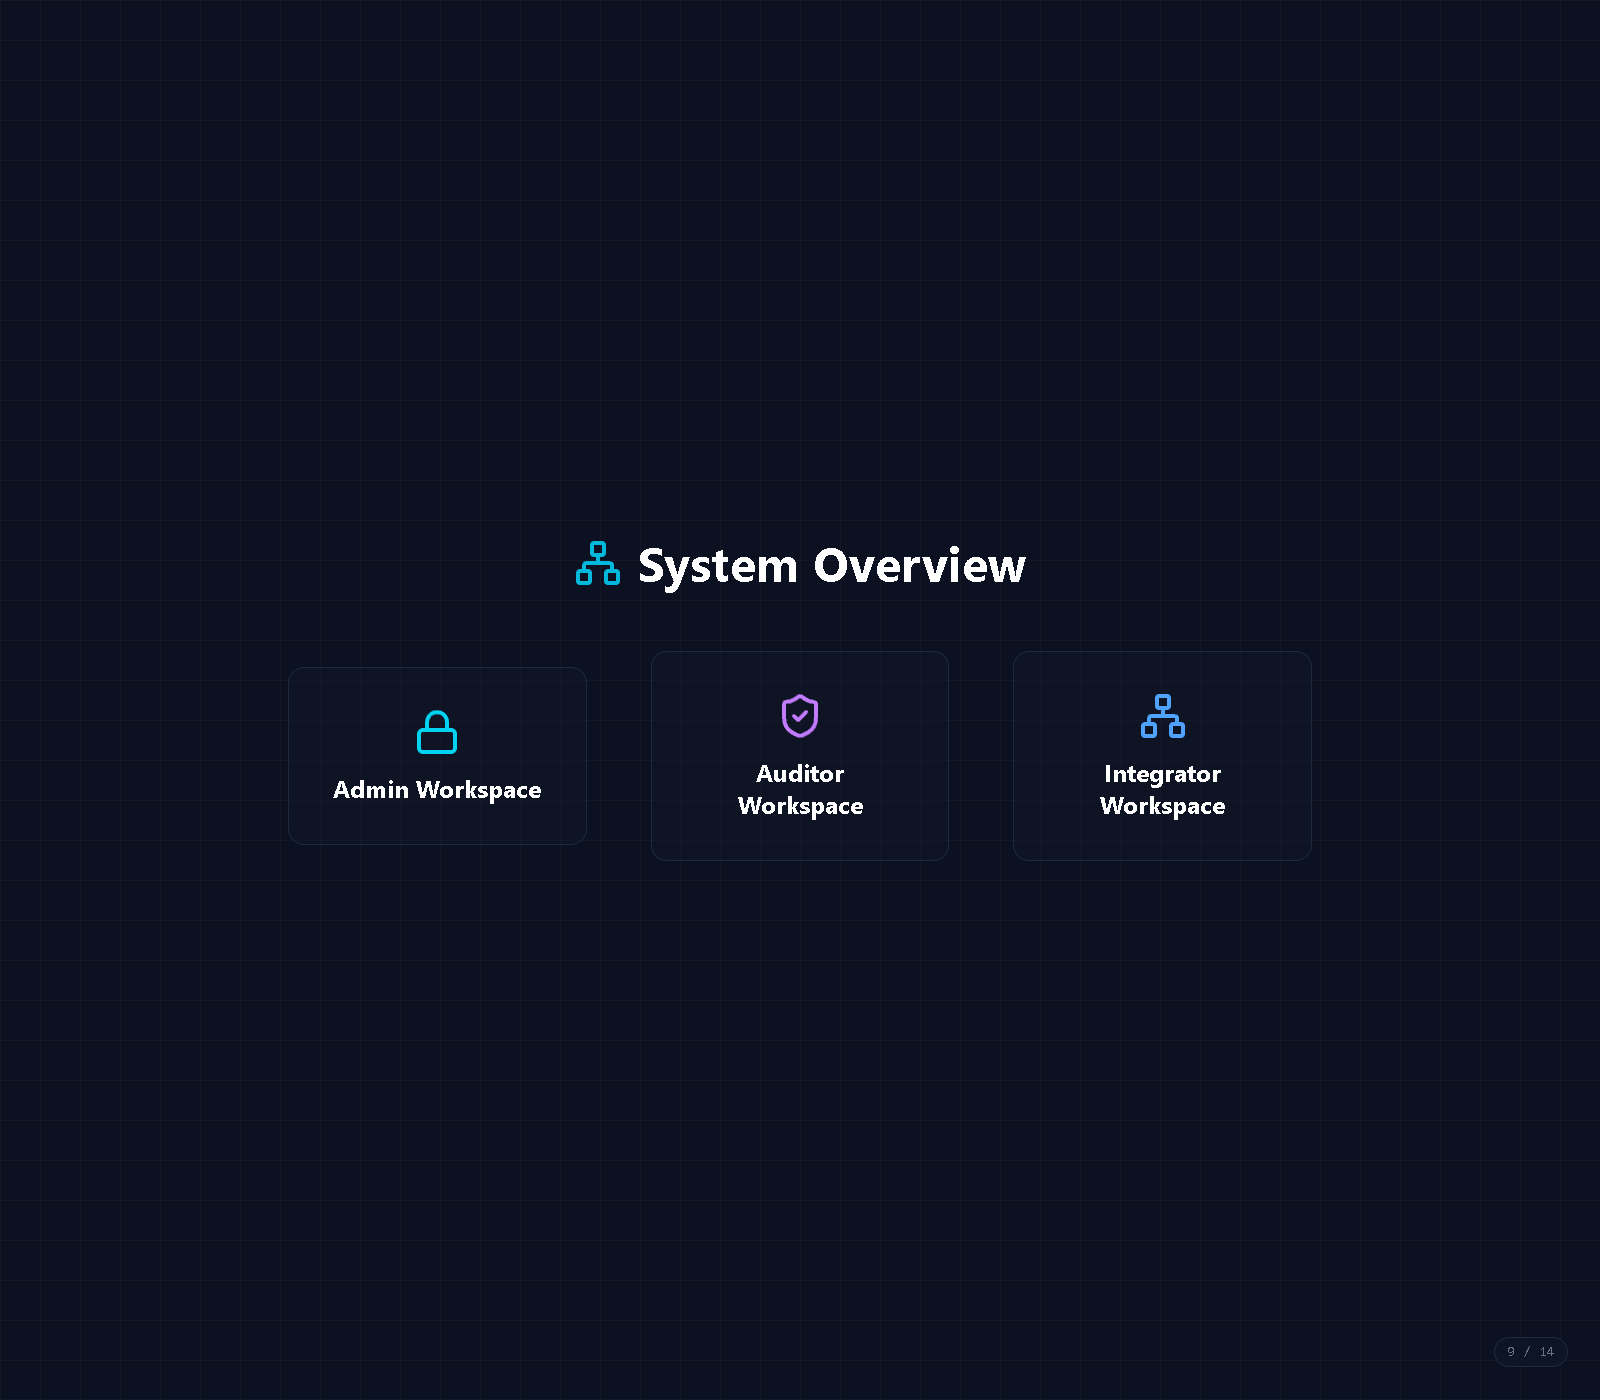 System Overview
Admin Workspace
Auditor
Workspace
Integrator
Workspace
9 / 14